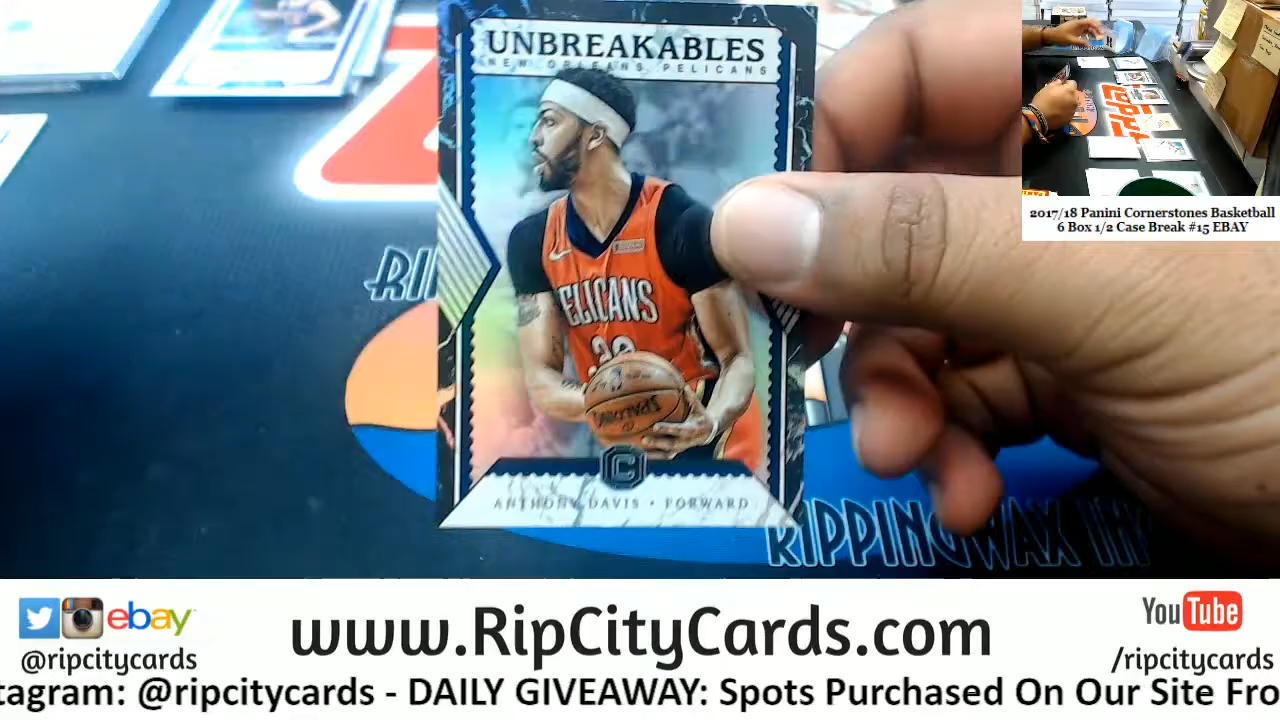 UNBREAKABLES
NEW ORLEANS PELICANS
PELICANS
SPALDING
C
ANTHONY DAVIS • FORWARD
RIPPINGWAX
2017/18 Panini Cornerstones Basketball
6 Box 1/2 Case Break #15 EBAY
ebay
@ripcitycards
www.RipCityCards.com
YouTube
/ripcitycards
tagram: @ripcitycards - DAILY GIVEAWAY: Spots Purchased On Our Site Fro